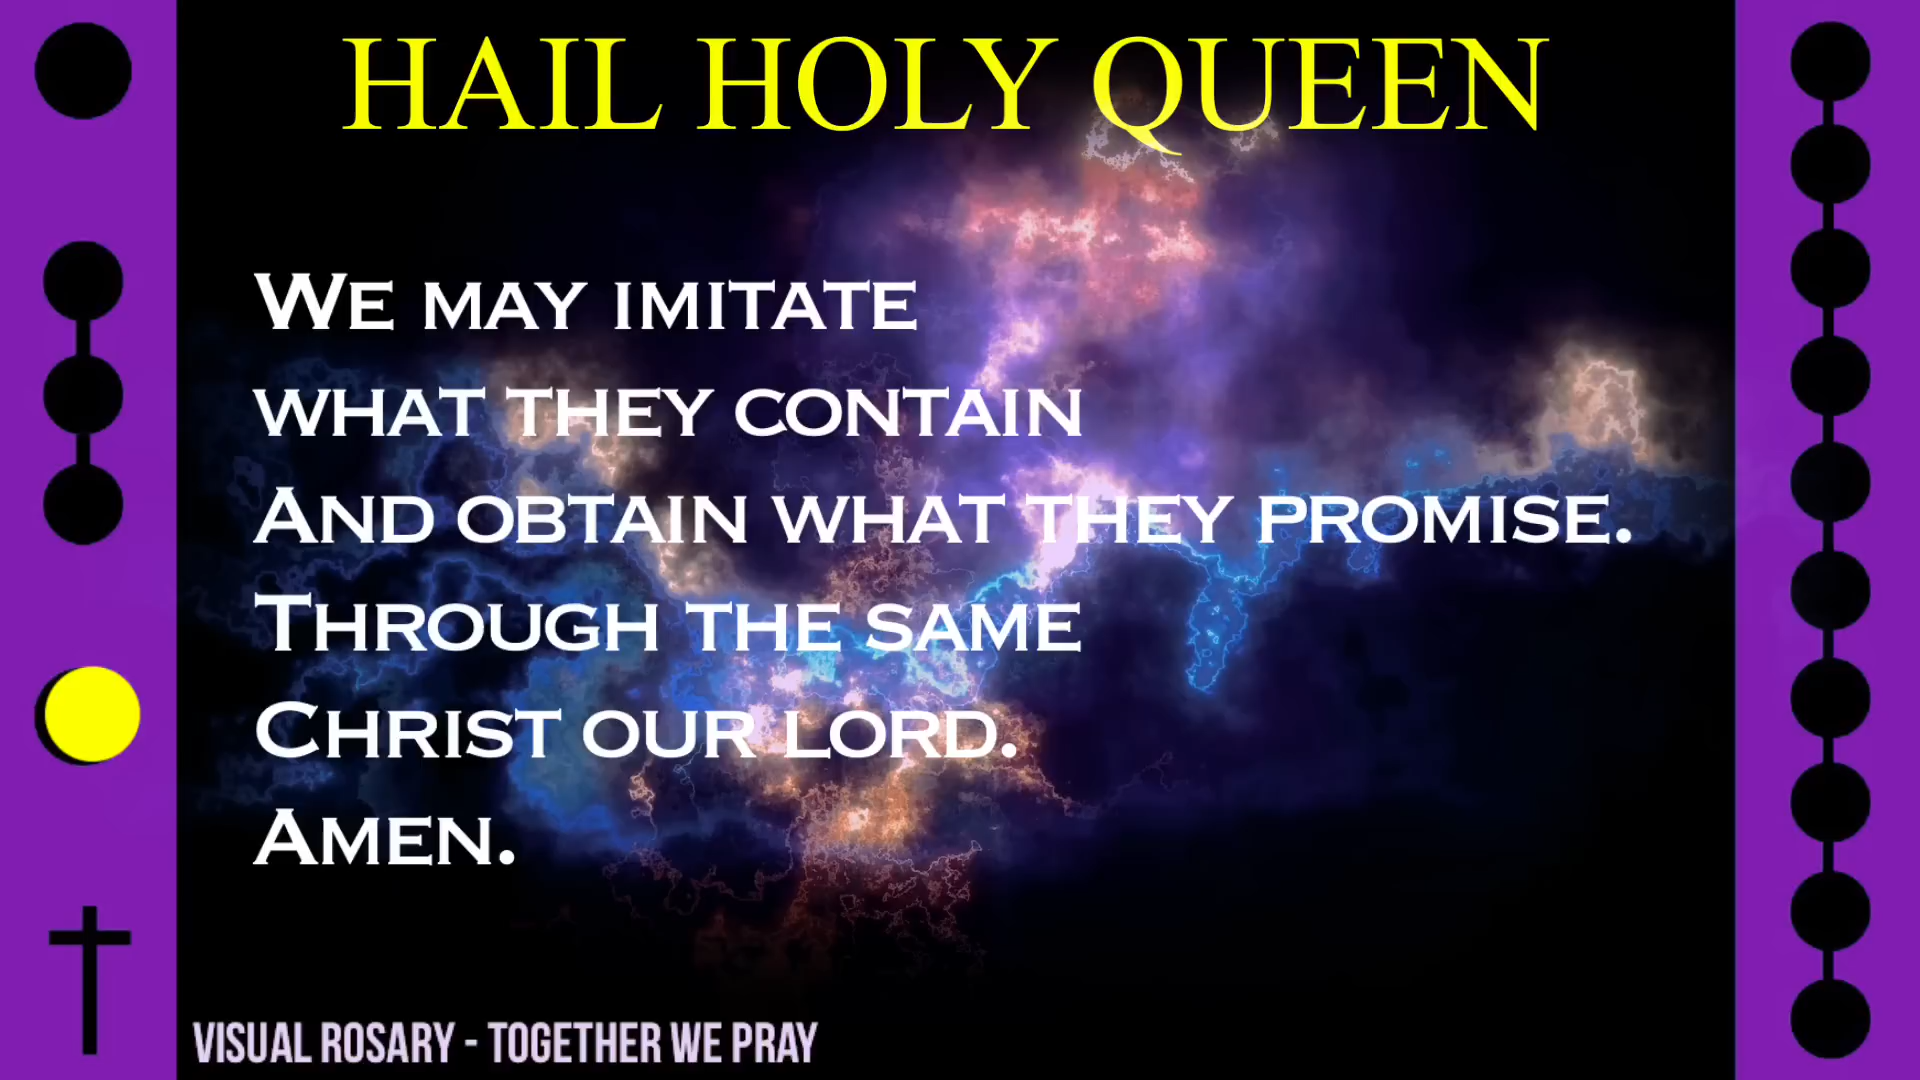 HAIL HOLY QUEEN
We may imitate
what they contain
And obtain what they promise.
Through the same
Christ our lord.
Amen.
VISUAL ROSARY - TOGETHER WE PRAY